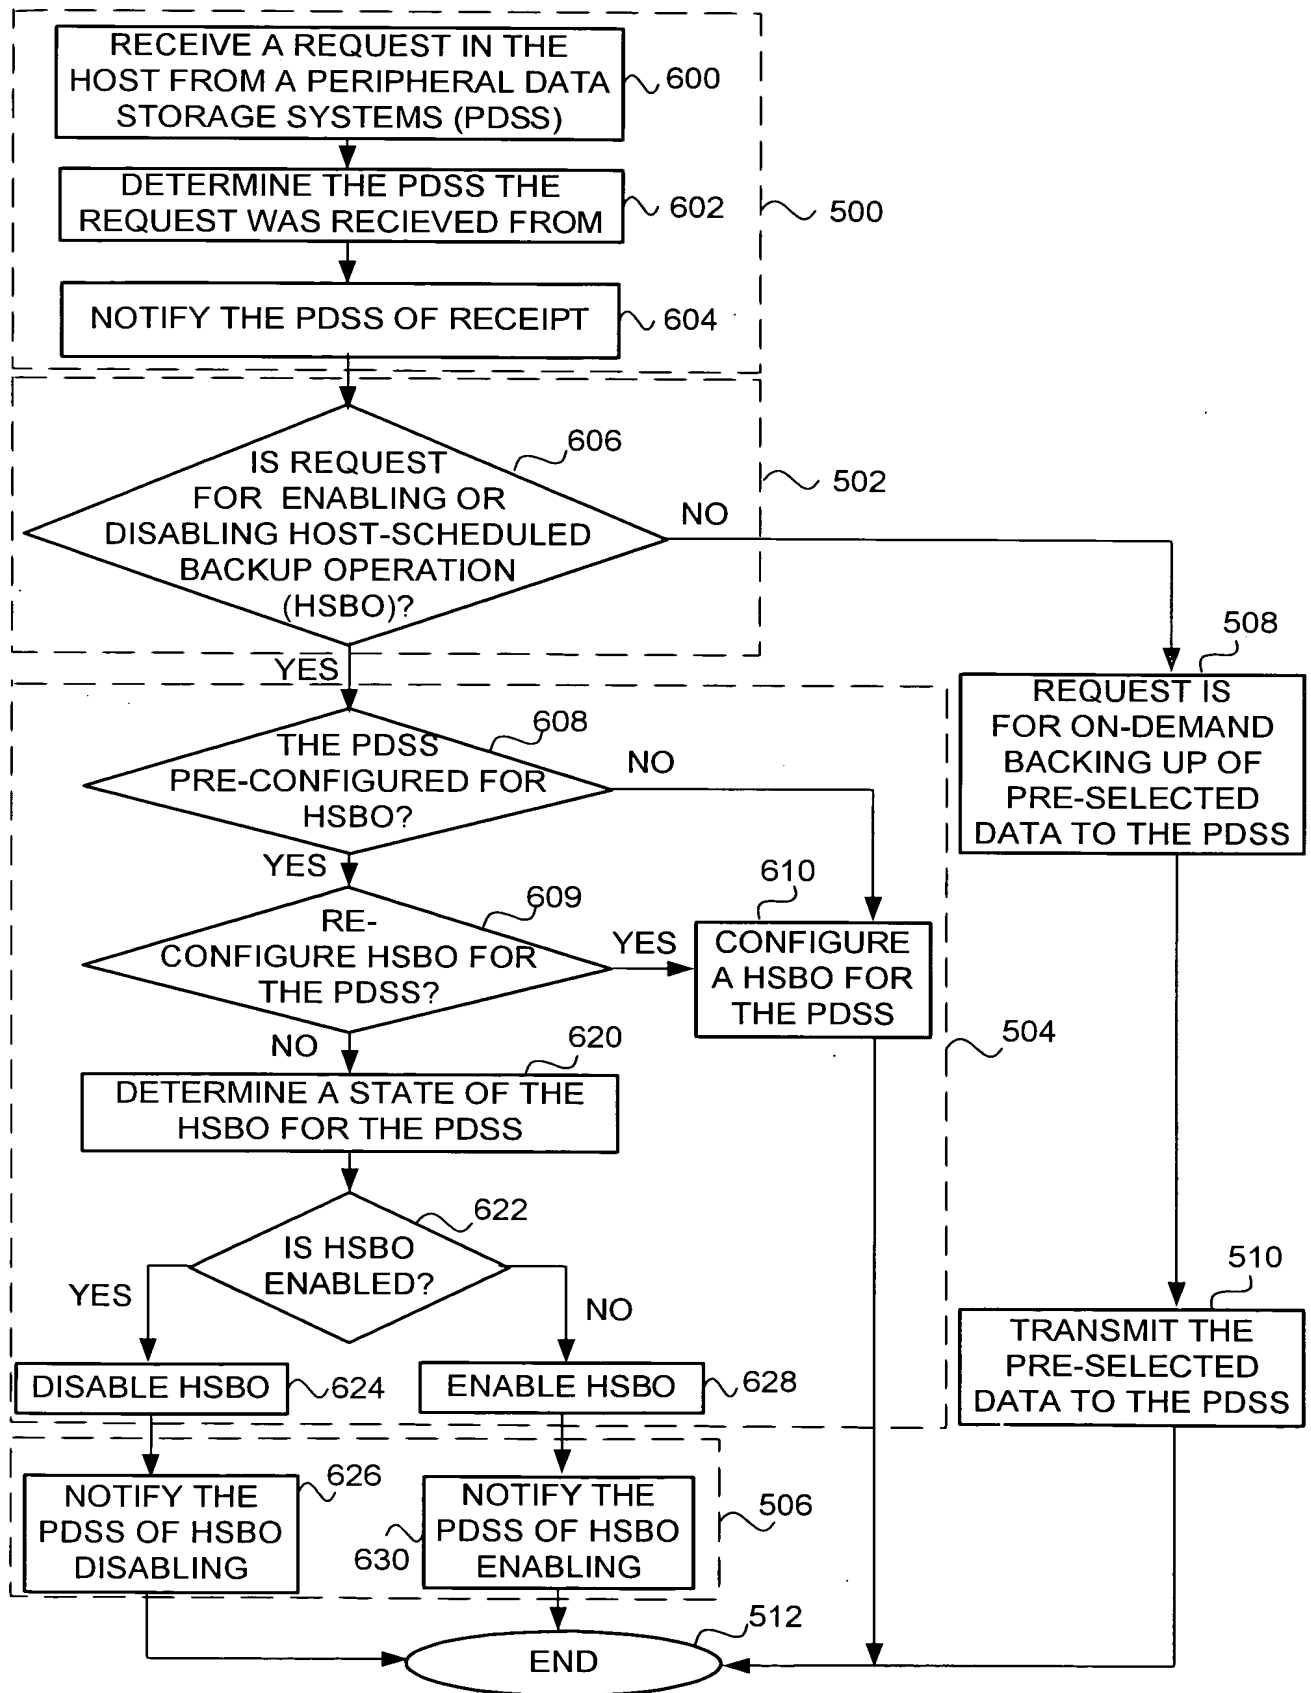 RECEIVE A REQUEST IN THE
HOST FROM A PERIPHERAL DATA
STORAGE SYSTEMS (PDSS)
600
DETERMINE THE PDSS THE
REQUEST WAS RECIEVED FROM
602
500
NOTIFY THE PDSS OF RECEIPT
604
606
IS REQUEST
FOR ENABLING OR
DISABLING HOST-SCHEDULED
BACKUP OPERATION
(HSBO)?
502
NO
YES
508
REQUEST IS
FOR ON-DEMAND
BACKING UP OF
PRE-SELECTED
DATA TO THE PDSS
608
THE PDSS
PRE-CONFIGURED FOR
HSBO?
NO
YES
609
RE-
CONFIGURE HSBO FOR
THE PDSS?
YES
610
CONFIGURE
A HSBO FOR
THE PDSS
504
NO
620
DETERMINE A STATE OF THE
HSBO FOR THE PDSS
622
IS HSBO
ENABLED?
YES
NO
510
TRANSMIT THE
PRE-SELECTED
DATA TO THE PDSS
DISABLE HSBO
624
ENABLE HSBO
628
626
NOTIFY THE
PDSS OF HSBO
DISABLING
630
NOTIFY THE
PDSS OF HSBO
ENABLING
506
512
END